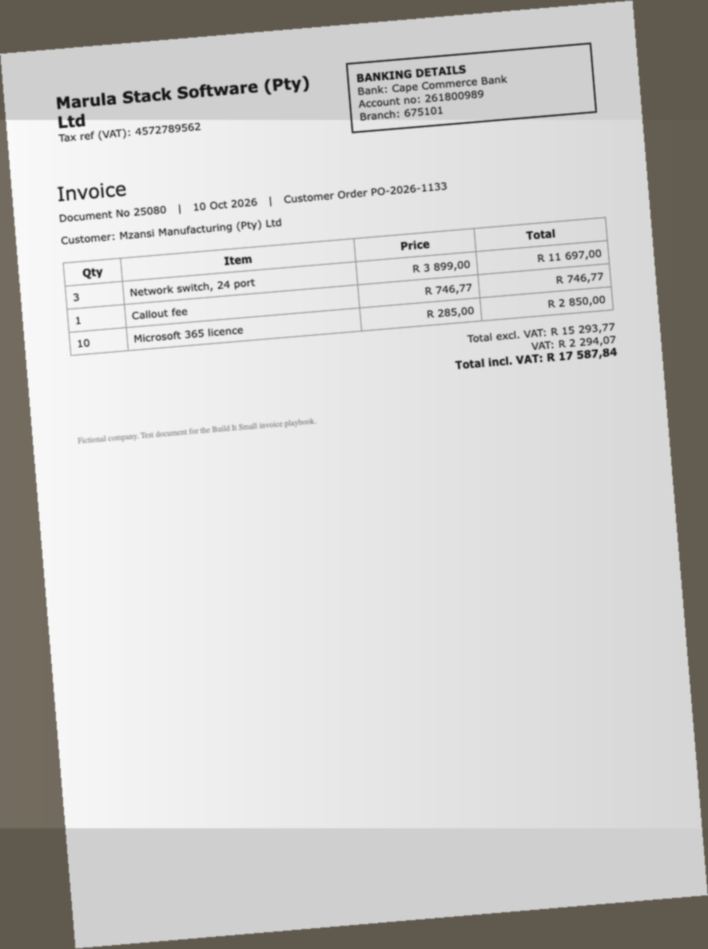 Marula Stack Software (Pty)
Ltd
Tax ref (VAT): 4572789562
BANKING DETAILS
Bank: Cape Commerce Bank
Account no: 261800989
Branch: 675101
Invoice
Document No 25080 | 10 Oct 2026 | Customer Order PO-2026-1133
Customer: Mzansi Manufacturing (Pty) Ltd
Qty Item Price Total
3 Network switch, 24 port R 3 899,00 R 11 697,00
1 Callout fee R 746,77 R 746,77
10 Microsoft 365 licence R 285,00 R 2 850,00
Total excl. VAT: R 15 293,77
VAT: R 2 294,07
Total incl. VAT: R 17 587,84
Fictional company. Test document for the Build It Small invoice playbook.